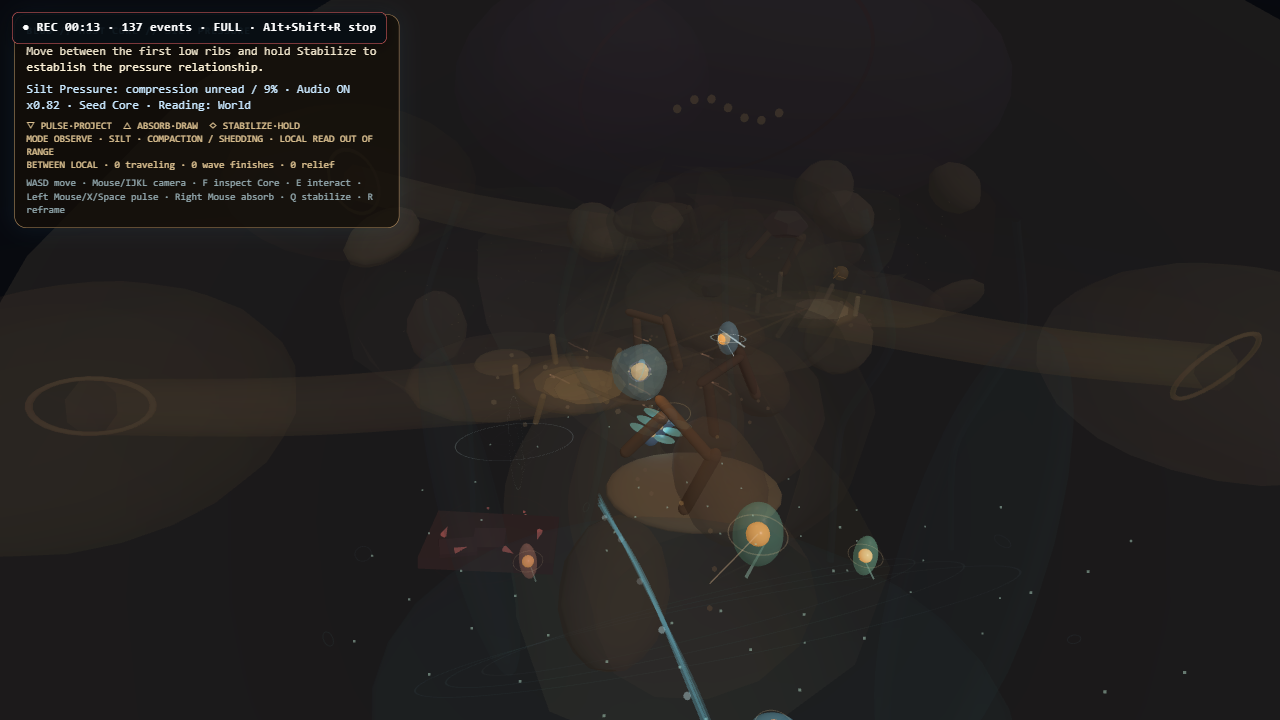 ● REC 00:13 · 137 events · FULL · Alt+Shift+R stop
Move between the first low ribs and hold Stabilize to
establish the pressure relationship.
Silt Pressure: compression unread / 9% · Audio ON
x0.82 · Seed Core · Reading: World
▽ PULSE·PROJECT △ ABSORB·DRAW ◇ STABILIZE·HOLD
MODE OBSERVE · SILT · COMPACTION / SHEDDING · LOCAL READ OUT OF
RANGE
BETWEEN LOCAL · 0 traveling · 0 wave finishes · 0 relief
WASD move · Mouse/IJKL camera · F inspect Core · E interact ·
Left Mouse/X/Space pulse · Right Mouse absorb · Q stabilize · R
reframe